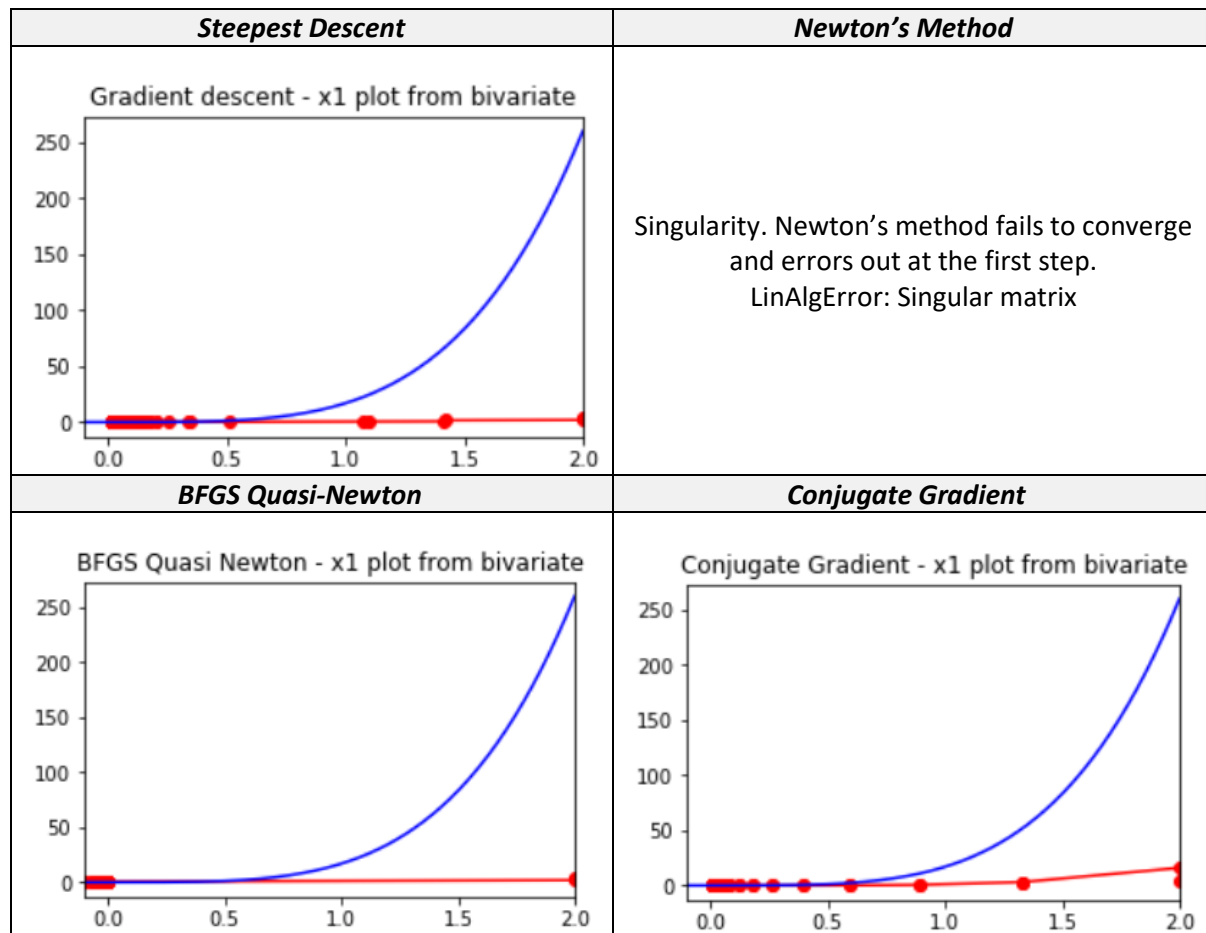 Steepest Descent
Newton's Method
Gradient descent - x1 plot from bivariate
250
200
150
100
50
0
0.0 0.5 1.0 1.5 2.0
Singularity. Newton's method fails to converge
and errors out at the first step.
LinAlgError: Singular matrix
BFGS Quasi-Newton
Conjugate Gradient
BFGS Quasi Newton - x1 plot from bivariate
250
200
150
100
50
0
0.0 0.5 1.0 1.5 2.0
Conjugate Gradient - x1 plot from bivariate
250
200
150
100
50
0
0.0 0.5 1.0 1.5 2.0